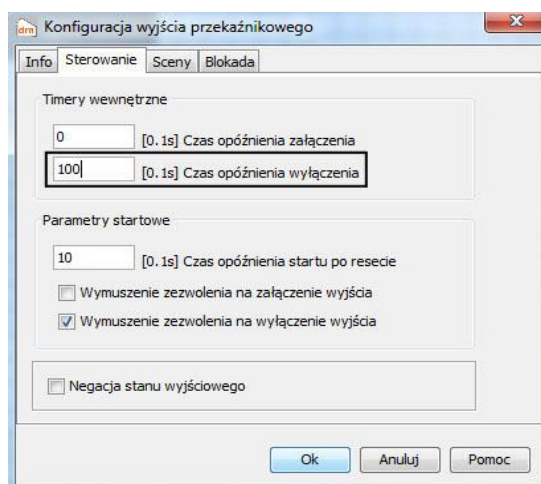 drm Konfiguracja wyjścia przekaźnikowego
Info Sterowanie Sceny Blokada
Timery wewnętrzne
0 [0.1s] Czas opóźnienia załączenia
100 [0.1s] Czas opóźnienia wyłączenia
Parametry startowe
10 [0.1s] Czas opóźnienia startu po resecie
Wymuszenie zezwolenia na załączenie wyjścia
Wymuszenie zezwolenia na wyłączenie wyjścia
Negacja stanu wyjściowego
Ok Anuluj Pomoc